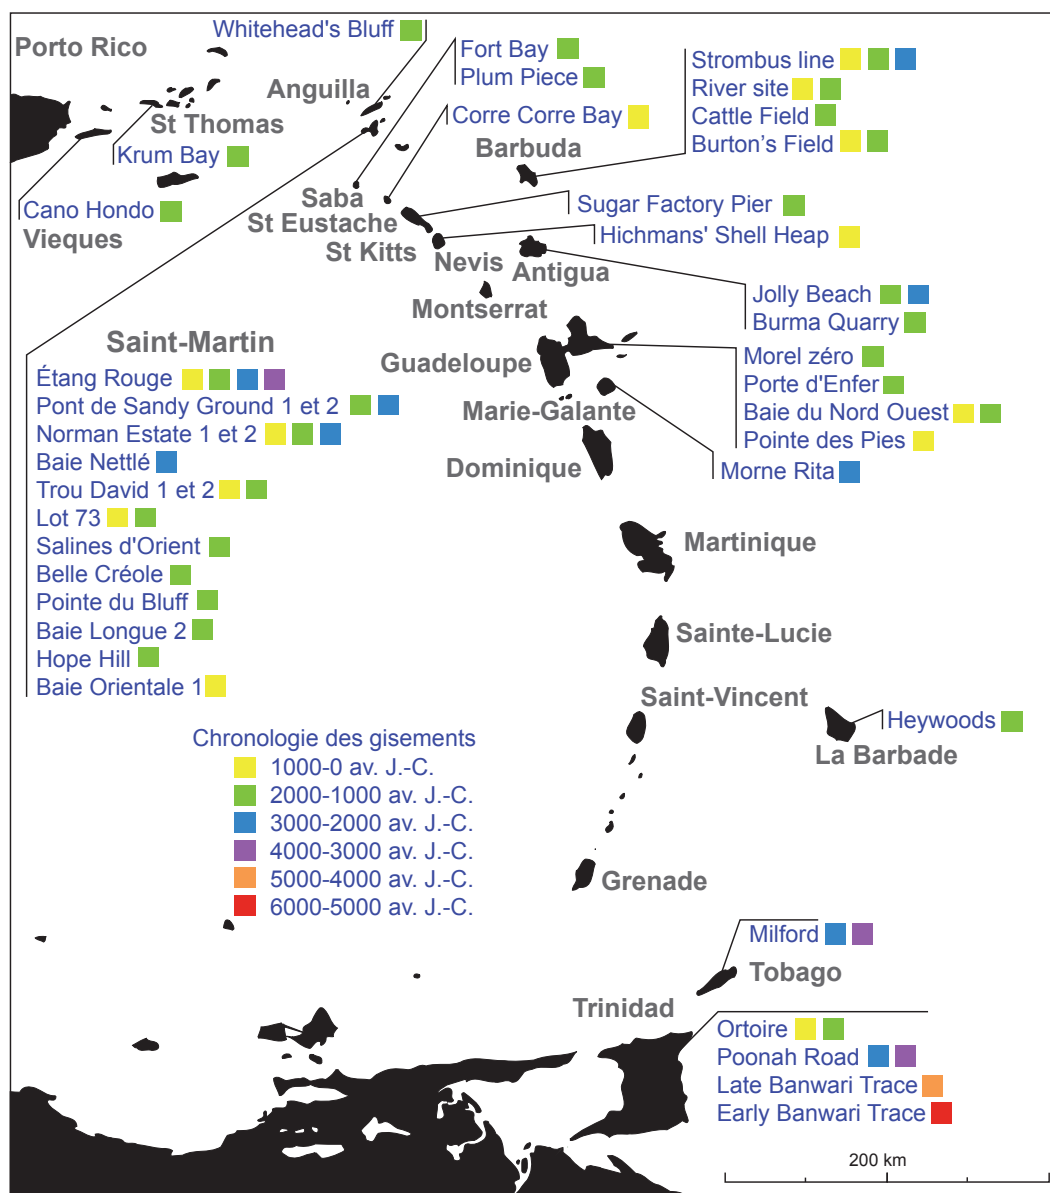 Whitehead's Bluff
Porto Rico
Fort Bay
Plum Piece
Strombus line
River site
Cattle Field
Burton's Field
Anguilla
St Thomas
Corre Corre Bay
Barbuda
Krum Bay
Cano Hondo
Vieques
Saba
St Eustache
St Kitts
Sugar Factory Pier
Hichmans' Shell Heap
Nevis
Antigua
Montserrat
Jolly Beach
Burma Quarry
Saint-Martin
Étang Rouge
Pont de Sandy Ground 1 et 2
Norman Estate 1 et 2
Baie Nettlé
Trou David 1 et 2
Lot 73
Salines d'Orient
Belle Créole
Pointe du Bluff
Baie Longue 2
Hope Hill
Baie Orientale 1
Guadeloupe
Morel zéro
Porte d'Enfer
Baie du Nord Ouest
Pointe des Pies
Marie-Galante
Morne Rita
Dominique
Martinique
Sainte-Lucie
Saint-Vincent
Heywoods
La Barbade
Chronologie des gisements
1000-0 av. J.-C.
2000-1000 av. J.-C.
3000-2000 av. J.-C.
4000-3000 av. J.-C.
5000-4000 av. J.-C.
6000-5000 av. J.-C.
Grenade
Milford
Tobago
Trinidad
Ortoire
Poonah Road
Late Banwari Trace
Early Banwari Trace
200 km